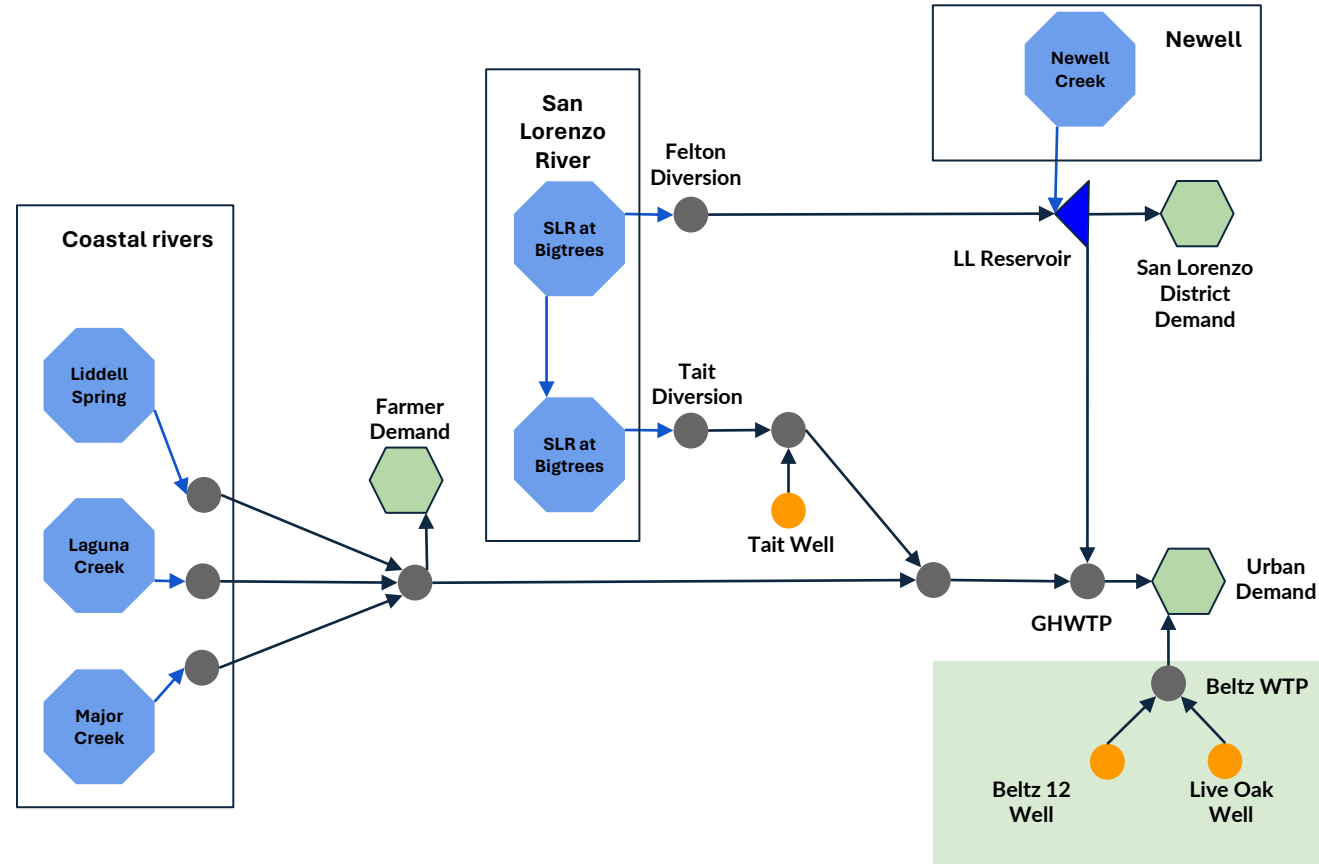 Newell
Newell
Creek
San
Lorenzo
River
Felton
Diversion
SLR at
Bigtrees
LL Reservoir
San Lorenzo
District
Demand
Coastal rivers
Liddell
Spring
Farmer
Demand
Tait
Diversion
SLR at
Bigtrees
Tait Well
Laguna
Creek
Urban
Demand
GHWTP
Major
Creek
Beltz WTP
Beltz 12
Well
Live Oak
Well